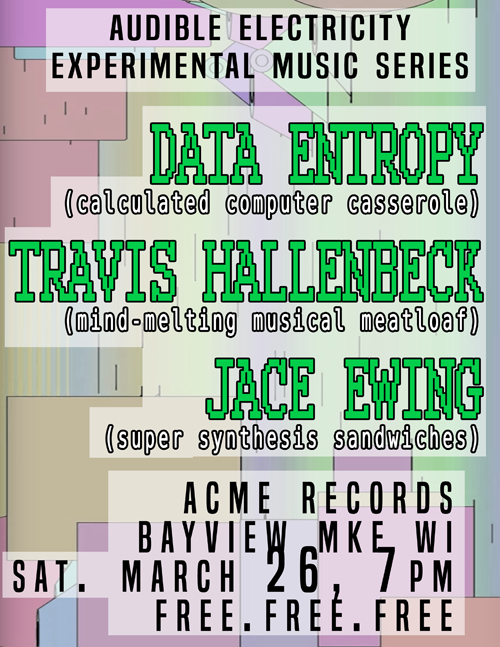 AUDIBLE ELECTRICITY
EXPERIMENTAL MUSIC SERIES
DATA ENTROPY
(calculated computer casserole)
TRAVIS HALLENBECK
(mind-melting musical meatloaf)
JACE EWING
(super synthesis sandwiches)
ACME RECORDS
BAYVIEW MKE WI
SAT. MARCH 26, 7PM
FREE.FREE.FREE